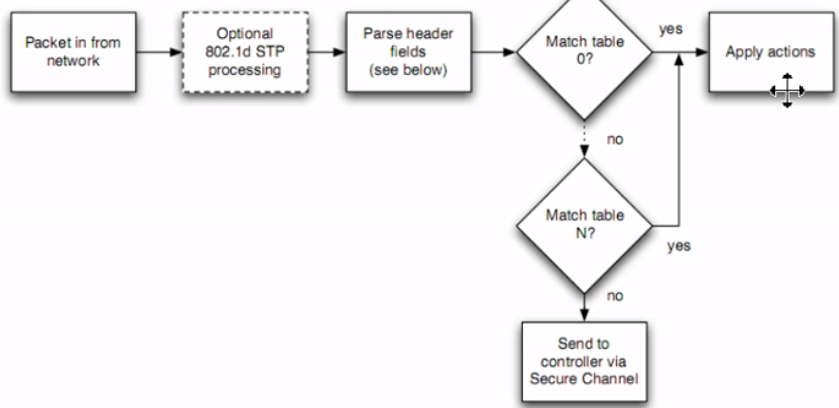 Packet in from
network
Optional
802.1d STP
processing
Parse header
fields
(see below)
Match table
0?
yes
Apply actions
no
Match table
N?
yes
no
Send to
controller via
Secure Channel